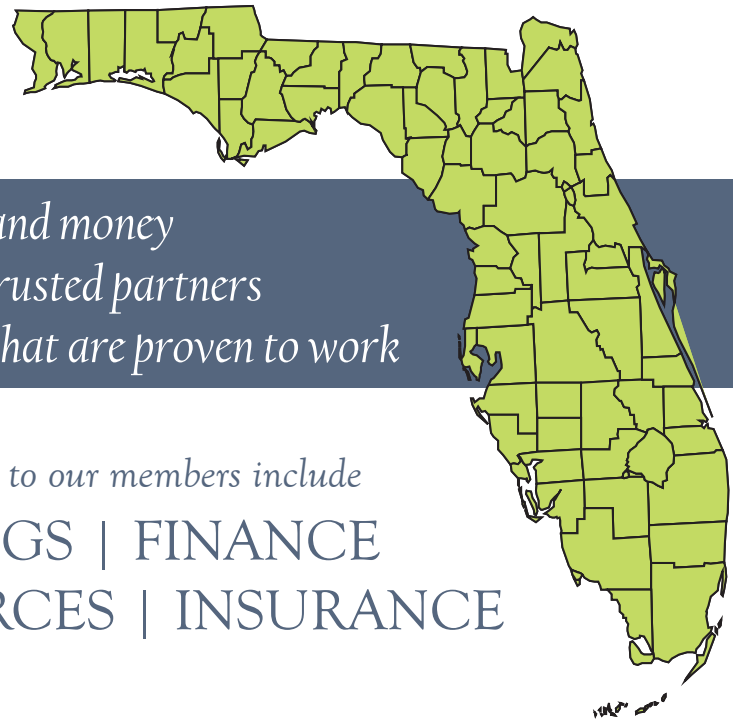 and money
rusted partners
hat are proven to work
to our members include
GS | FINANCE
RCES | INSURANCE